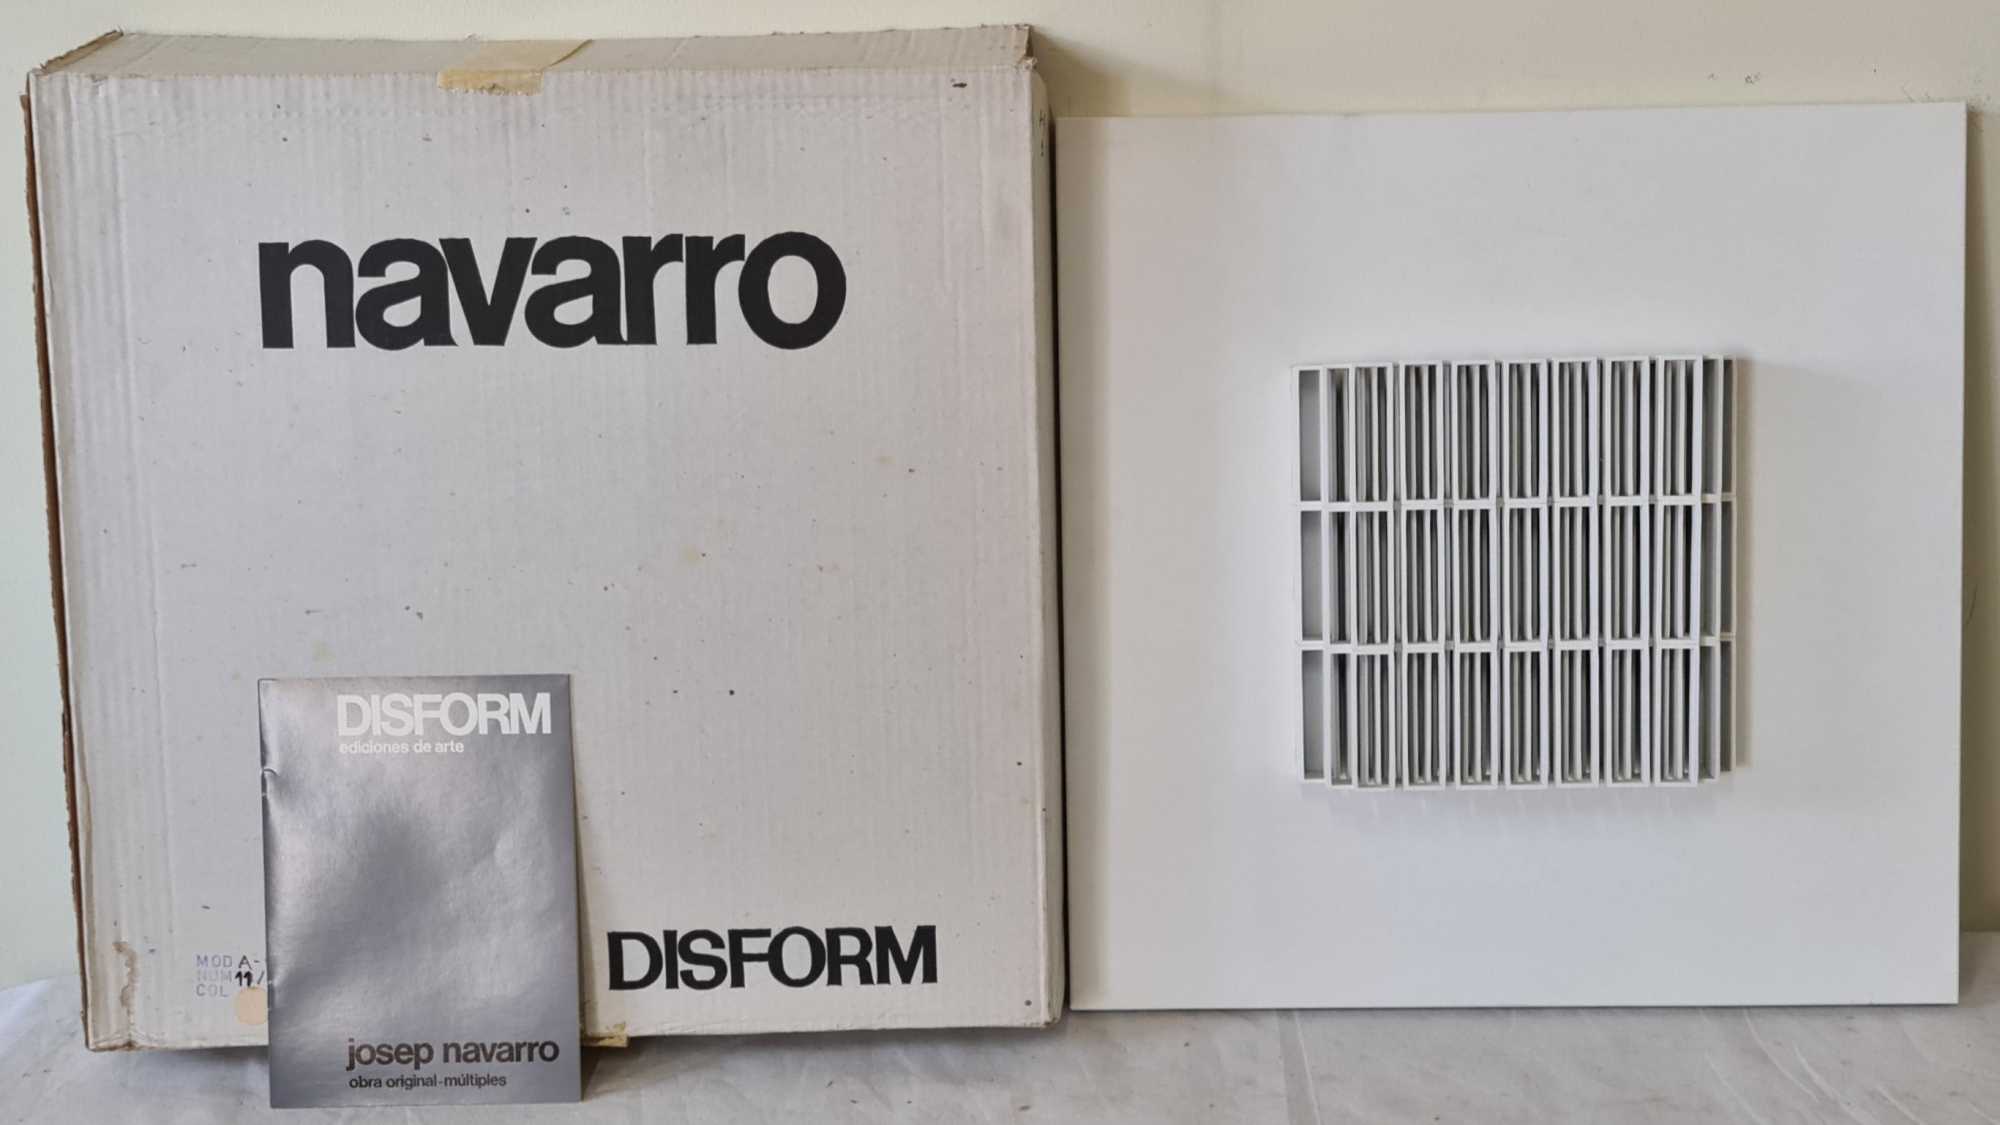 navarro
DISFORM
ediciones de arte
MOD A-
NUM 11/
COL
DISFORM
josep navarro
obra original-múltiples